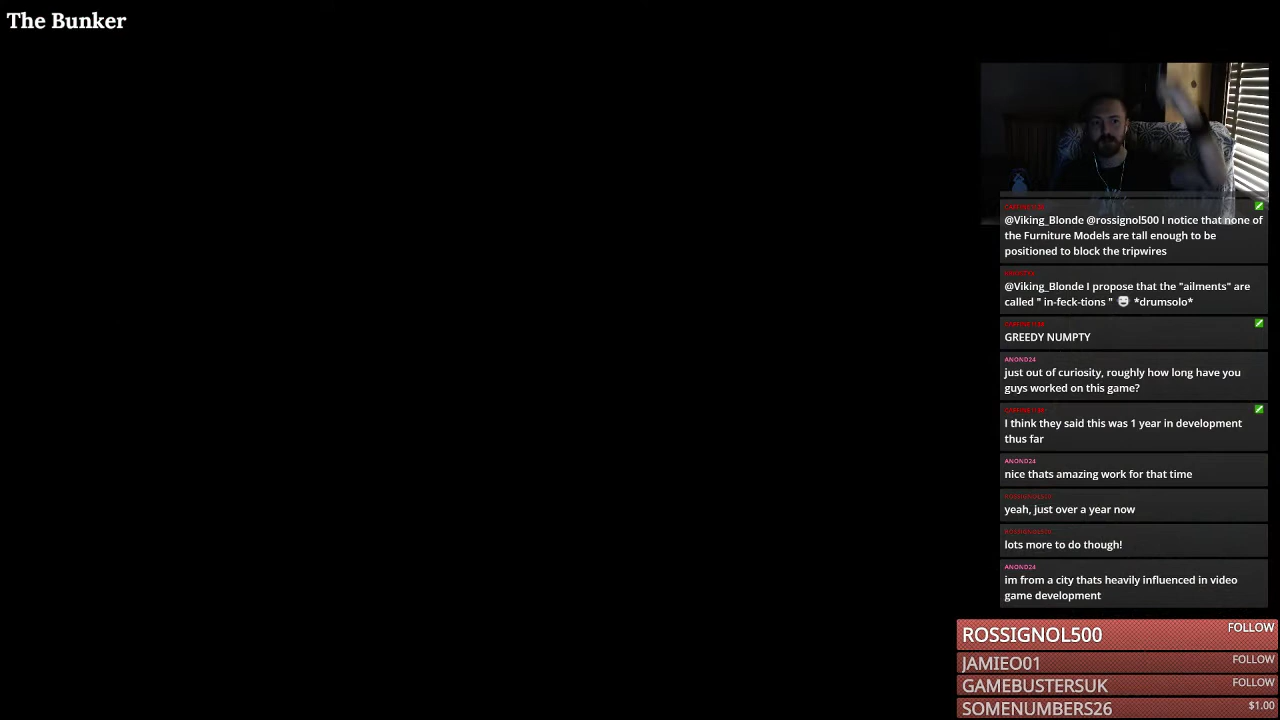 The Bunker
@Viking_Blonde @rossignol500 I notice that none of
the Furniture Models are tall enough to be
positioned to block the tripwires
@Viking_Blonde I propose that the "ailments" are
called " in-feck-tions " *drumsolo*
GREEDY NUMPTY
ANOND24
just out of curiosity, roughly how long have you
guys worked on this game?
I think they said this was 1 year in development
thus far
ANOND24
nice thats amazing work for that time
ROSSIGNOL500
yeah, just over a year now
ROSSIGNOL500
lots more to do though!
ANOND24
im from a city thats heavily influenced in video
game development
ROSSIGNOL500 FOLLOW
JAMIEO01 FOLLOW
GAMEBUSTERSUK FOLLOW
SOMENUMBERS26 $1.00